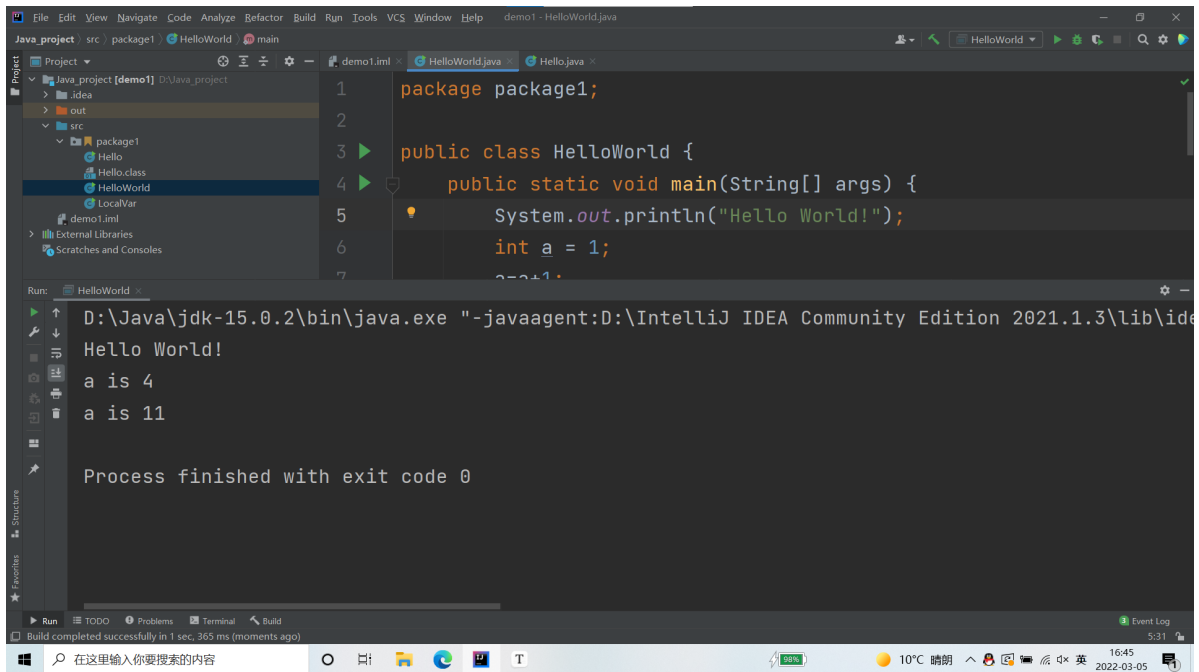 File Edit View Navigate Code Analyze Refactor Build Run Tools VCS Window Help demo1 - HelloWorld.java
Java_project src package1 HelloWorld main
HelloWorld
Project
Project
demo1.iml HelloWorld.java Hello.java
Java_project [demo1] D:\Java_project
.idea
out
src
package1
Hello
Hello.class
HelloWorld
LocalVar
demo1.iml
External Libraries
Scratches and Consoles
1 package package1;
2
3 public class HelloWorld {
4 public static void main(String[] args) {
5 System.out.println("Hello World!");
6 int a = 1;
7 a=a+1;
Run: HelloWorld
D:\Java\jdk-15.0.2\bin\java.exe "-javaagent:D:\IntelliJ IDEA Community Edition 2021.1.3\lib\ide
Hello World!
a is 4
a is 11
Process finished with exit code 0
Structure
Favorites
Run TODO Problems Terminal Build
3 Event Log
Build completed successfully in 1 sec, 365 ms (moments ago)
5:31
在这里输入你要搜索的内容
T
98%
10°C 晴朗
英
16:45
2022-03-05
1